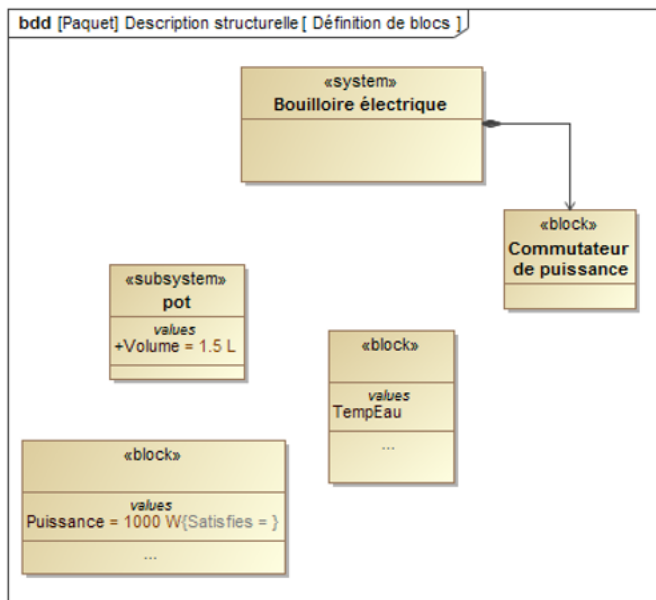 bdd [Paquet] Description structurelle [ Définition de blocs ]
«system»
Bouilloire électrique
«block»
Commutateur
de puissance
«subsystem»
pot
values
+Volume = 1.5 L
«block»
values
TempEau
...
«block»
values
Puissance = 1000 W{Satisfies = }
...